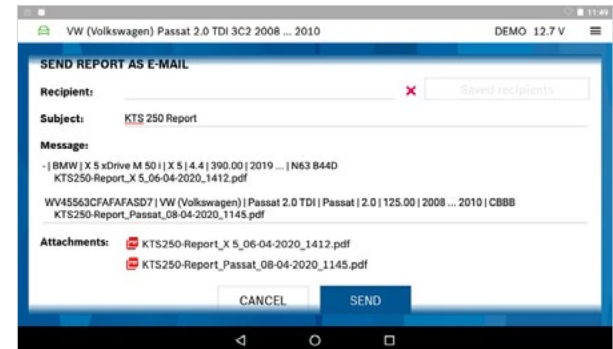 11:49
VW (Volkswagen) Passat 2.0 TDI 3C2 2008 ... 2010 DEMO 12.7 V
SEND REPORT AS E-MAIL
Recipient: Saved recipients
Subject: KTS 250 Report
Message:
- | BMW | X 5 xDrive M 50 i | X 5 | 4.4 | 390.00 | 2019 ... | N63 B44D
KTS250-Report_X 5_06-04-2020_1412.pdf
WV45563CFAFAFASD7 | VW (Volkswagen) | Passat 2.0 TDI | Passat | 2.0 | 125.00 | 2008 ... 2010 | CBBB
KTS250-Report_Passat_08-04-2020_1145.pdf
Attachments: KTS250-Report_X 5_06-04-2020_1412.pdf
KTS250-Report_Passat_08-04-2020_1145.pdf
CANCEL SEND